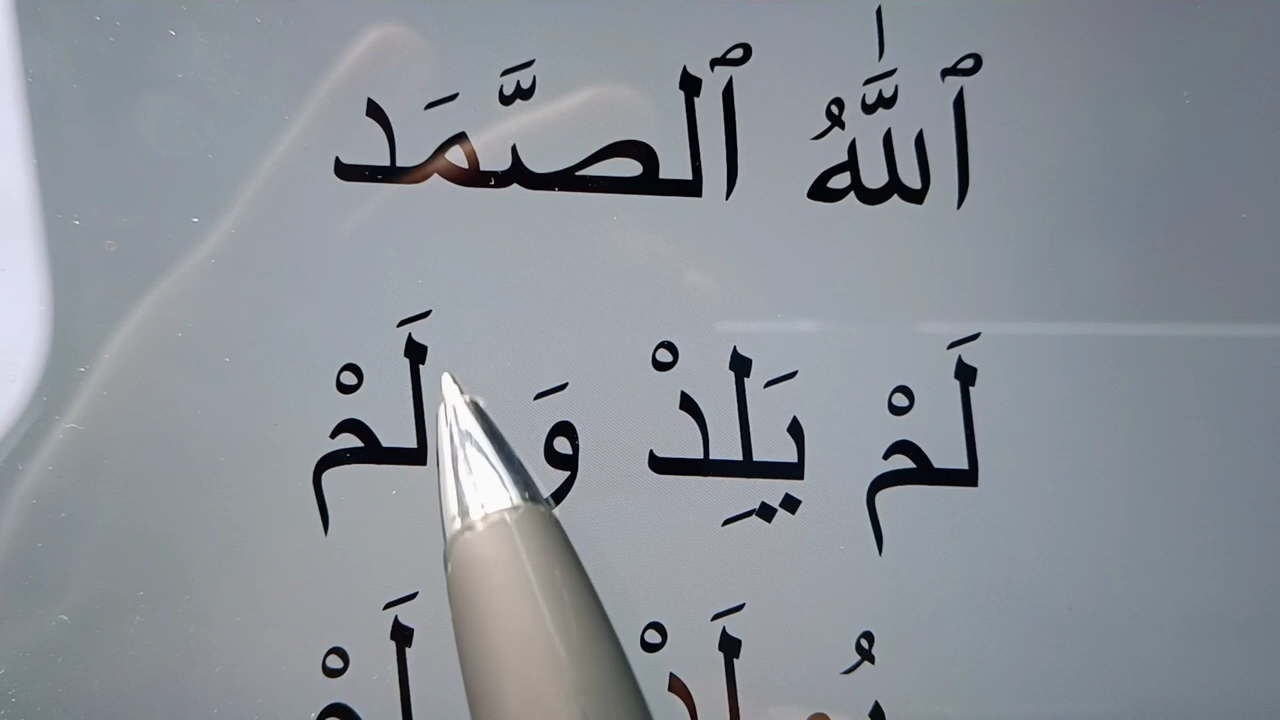 ٱللَّٰهُ ٱلصَّمَد
لَمْ يَلِدْ وَ لَمْ